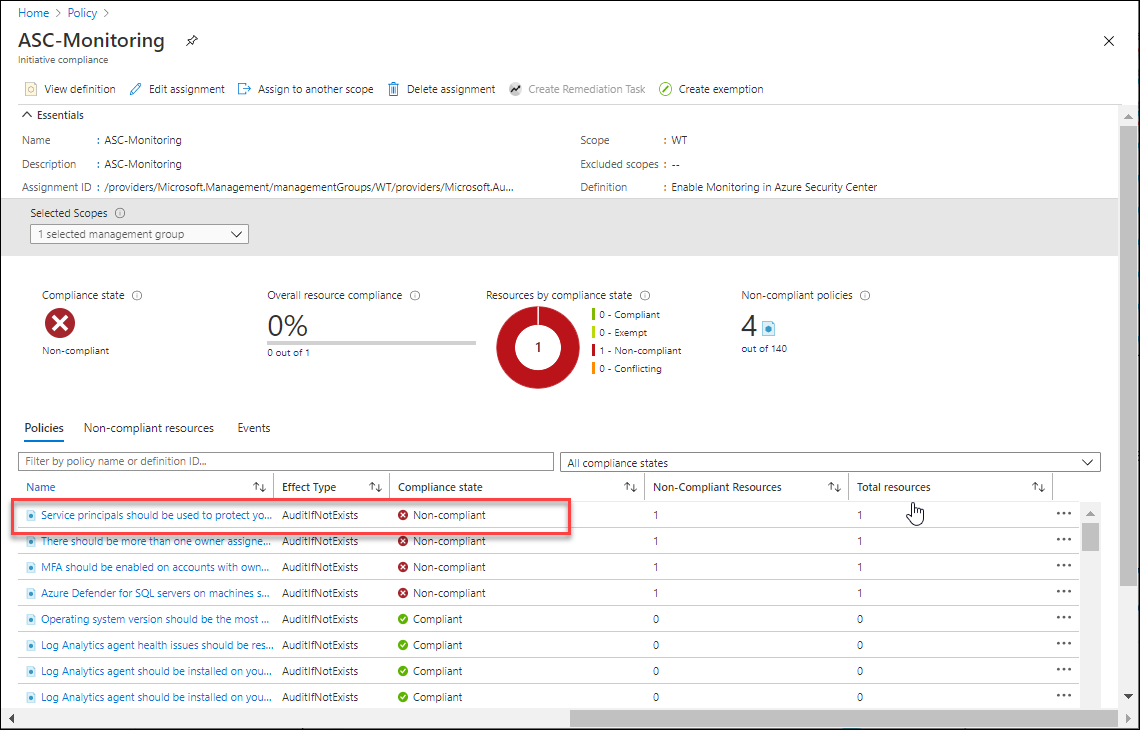 Home > Policy >
ASC-Monitoring
Initiative compliance
View definition Edit assignment Assign to another scope Delete assignment Create Remediation Task Create exemption
Essentials
Name : ASC-Monitoring Scope : WT
Description : ASC-Monitoring Excluded scopes : --
Assignment ID : /providers/Microsoft.Management/managementGroups/WT/providers/Microsoft.Au... Definition : Enable Monitoring in Azure Security Center
Selected Scopes
1 selected management group
Compliance state Overall resource compliance Resources by compliance state Non-compliant policies
Non-compliant
0%
0 out of 1
1
0 - Compliant
0 - Exempt
1 - Non-compliant
0 - Conflicting
4
out of 140
Policies Non-compliant resources Events
Filter by policy name or definition ID... All compliance states
Name Effect Type Compliance state Non-Compliant Resources Total resources
Service principals should be used to protect yo... AuditIfNotExists Non-compliant 1 1
There should be more than one owner assigne... AuditIfNotExists Non-compliant 1 1
MFA should be enabled on accounts with own... AuditIfNotExists Non-compliant 1 1
Azure Defender for SQL servers on machines s... AuditIfNotExists Non-compliant 1 1
Operating system version should be the most ... AuditIfNotExists Compliant 0 0
Log Analytics agent health issues should be res... AuditIfNotExists Compliant 0 0
Log Analytics agent should be installed on you... AuditIfNotExists Compliant 0 0
Log Analytics agent should be installed on you... AuditIfNotExists Compliant 0 0